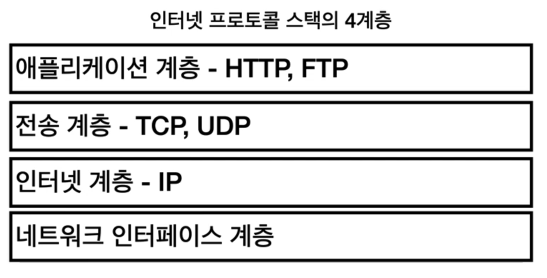 인터넷 프로토콜 스택의 4계층
애플리케이션 계층 - HTTP, FTP
전송 계층 - TCP, UDP
인터넷 계층 - IP
네트워크 인터페이스 계층